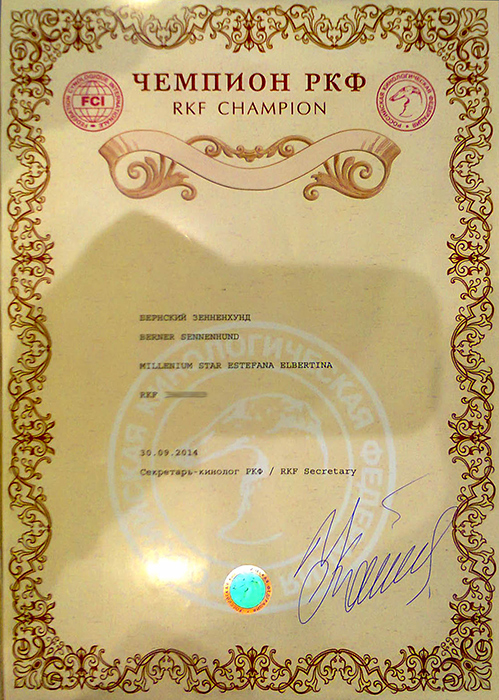 ЧЕМПИОН РКФ
FCI
RKF CHAMPION
БЕРНСКИЙ ЗЕННЕНХУНД
BERNER SENNENHUND
MILLENIUM STAR ESTEFANA ELBERTINA
RKF
30.09.2014
Секретарь-кинолог РКФ / RKF Secretary